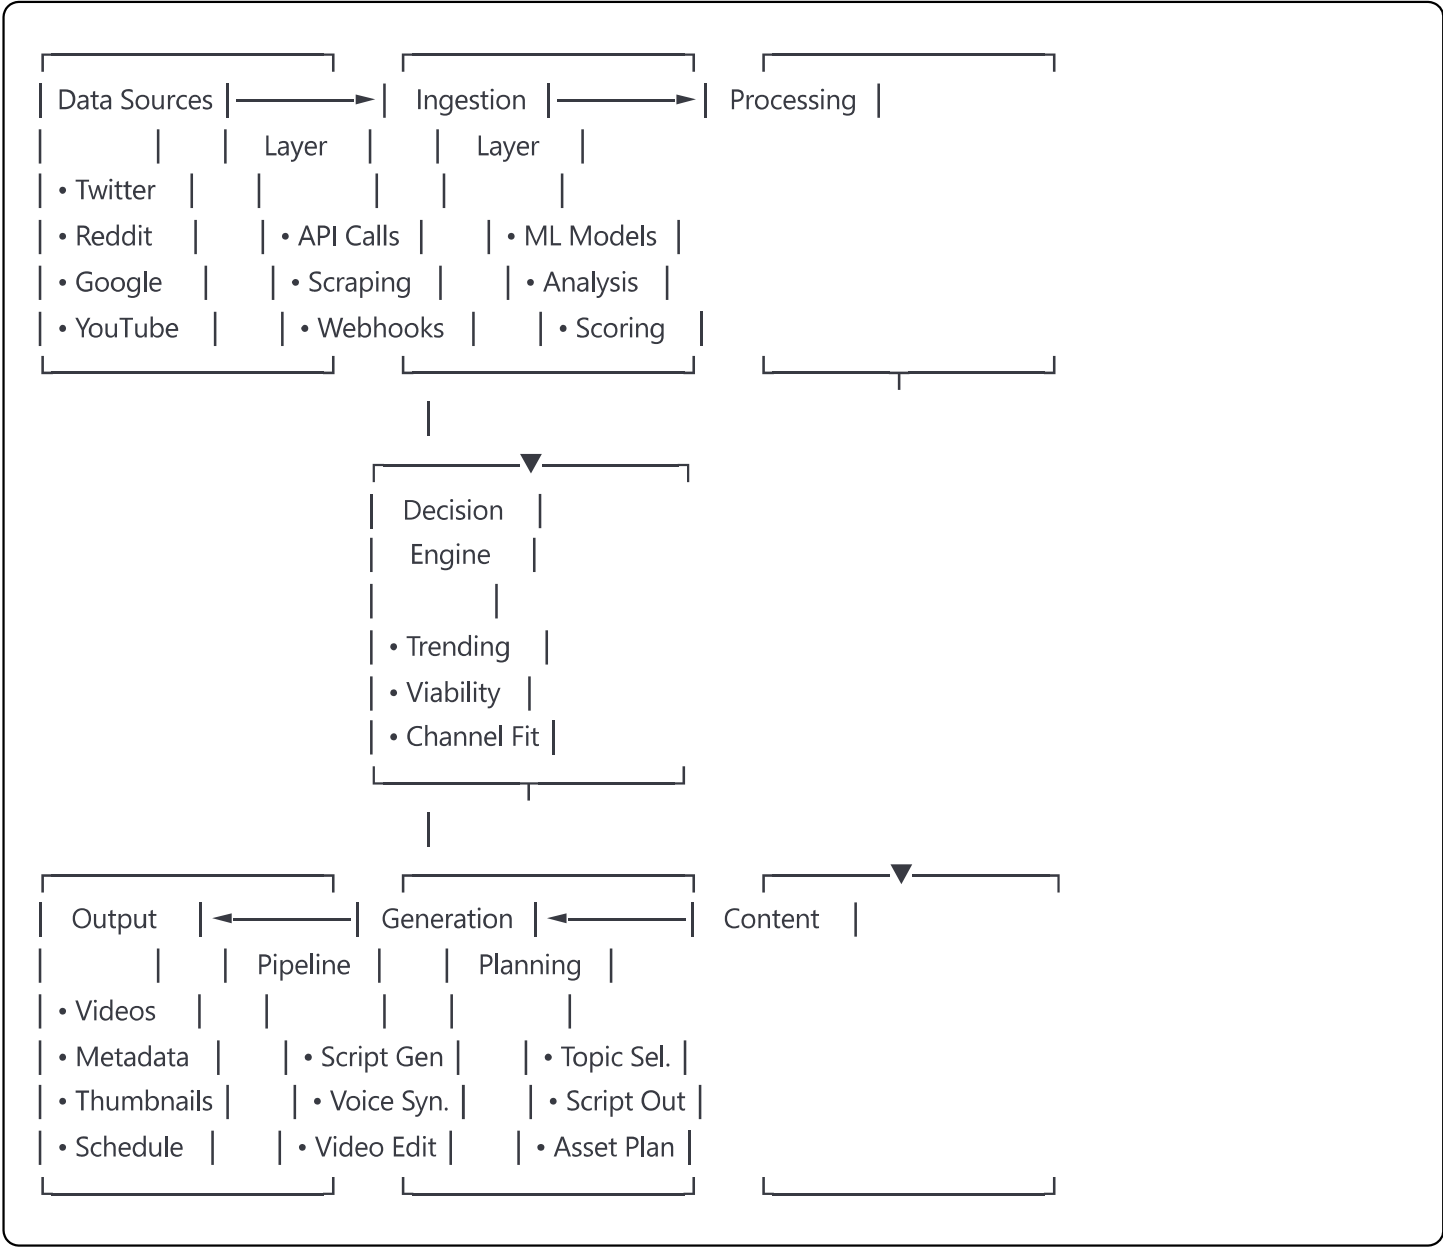 Data Sources Ingestion Processing
Layer Layer
• Twitter
• Reddit • API Calls • ML Models
• Google • Scraping • Analysis
• YouTube • Webhooks • Scoring
Decision
Engine
• Trending
• Viability
• Channel Fit
Output Generation Content
Pipeline Planning
• Videos
• Metadata • Script Gen • Topic Sel.
• Thumbnails • Voice Syn. • Script Out
• Schedule • Video Edit • Asset Plan